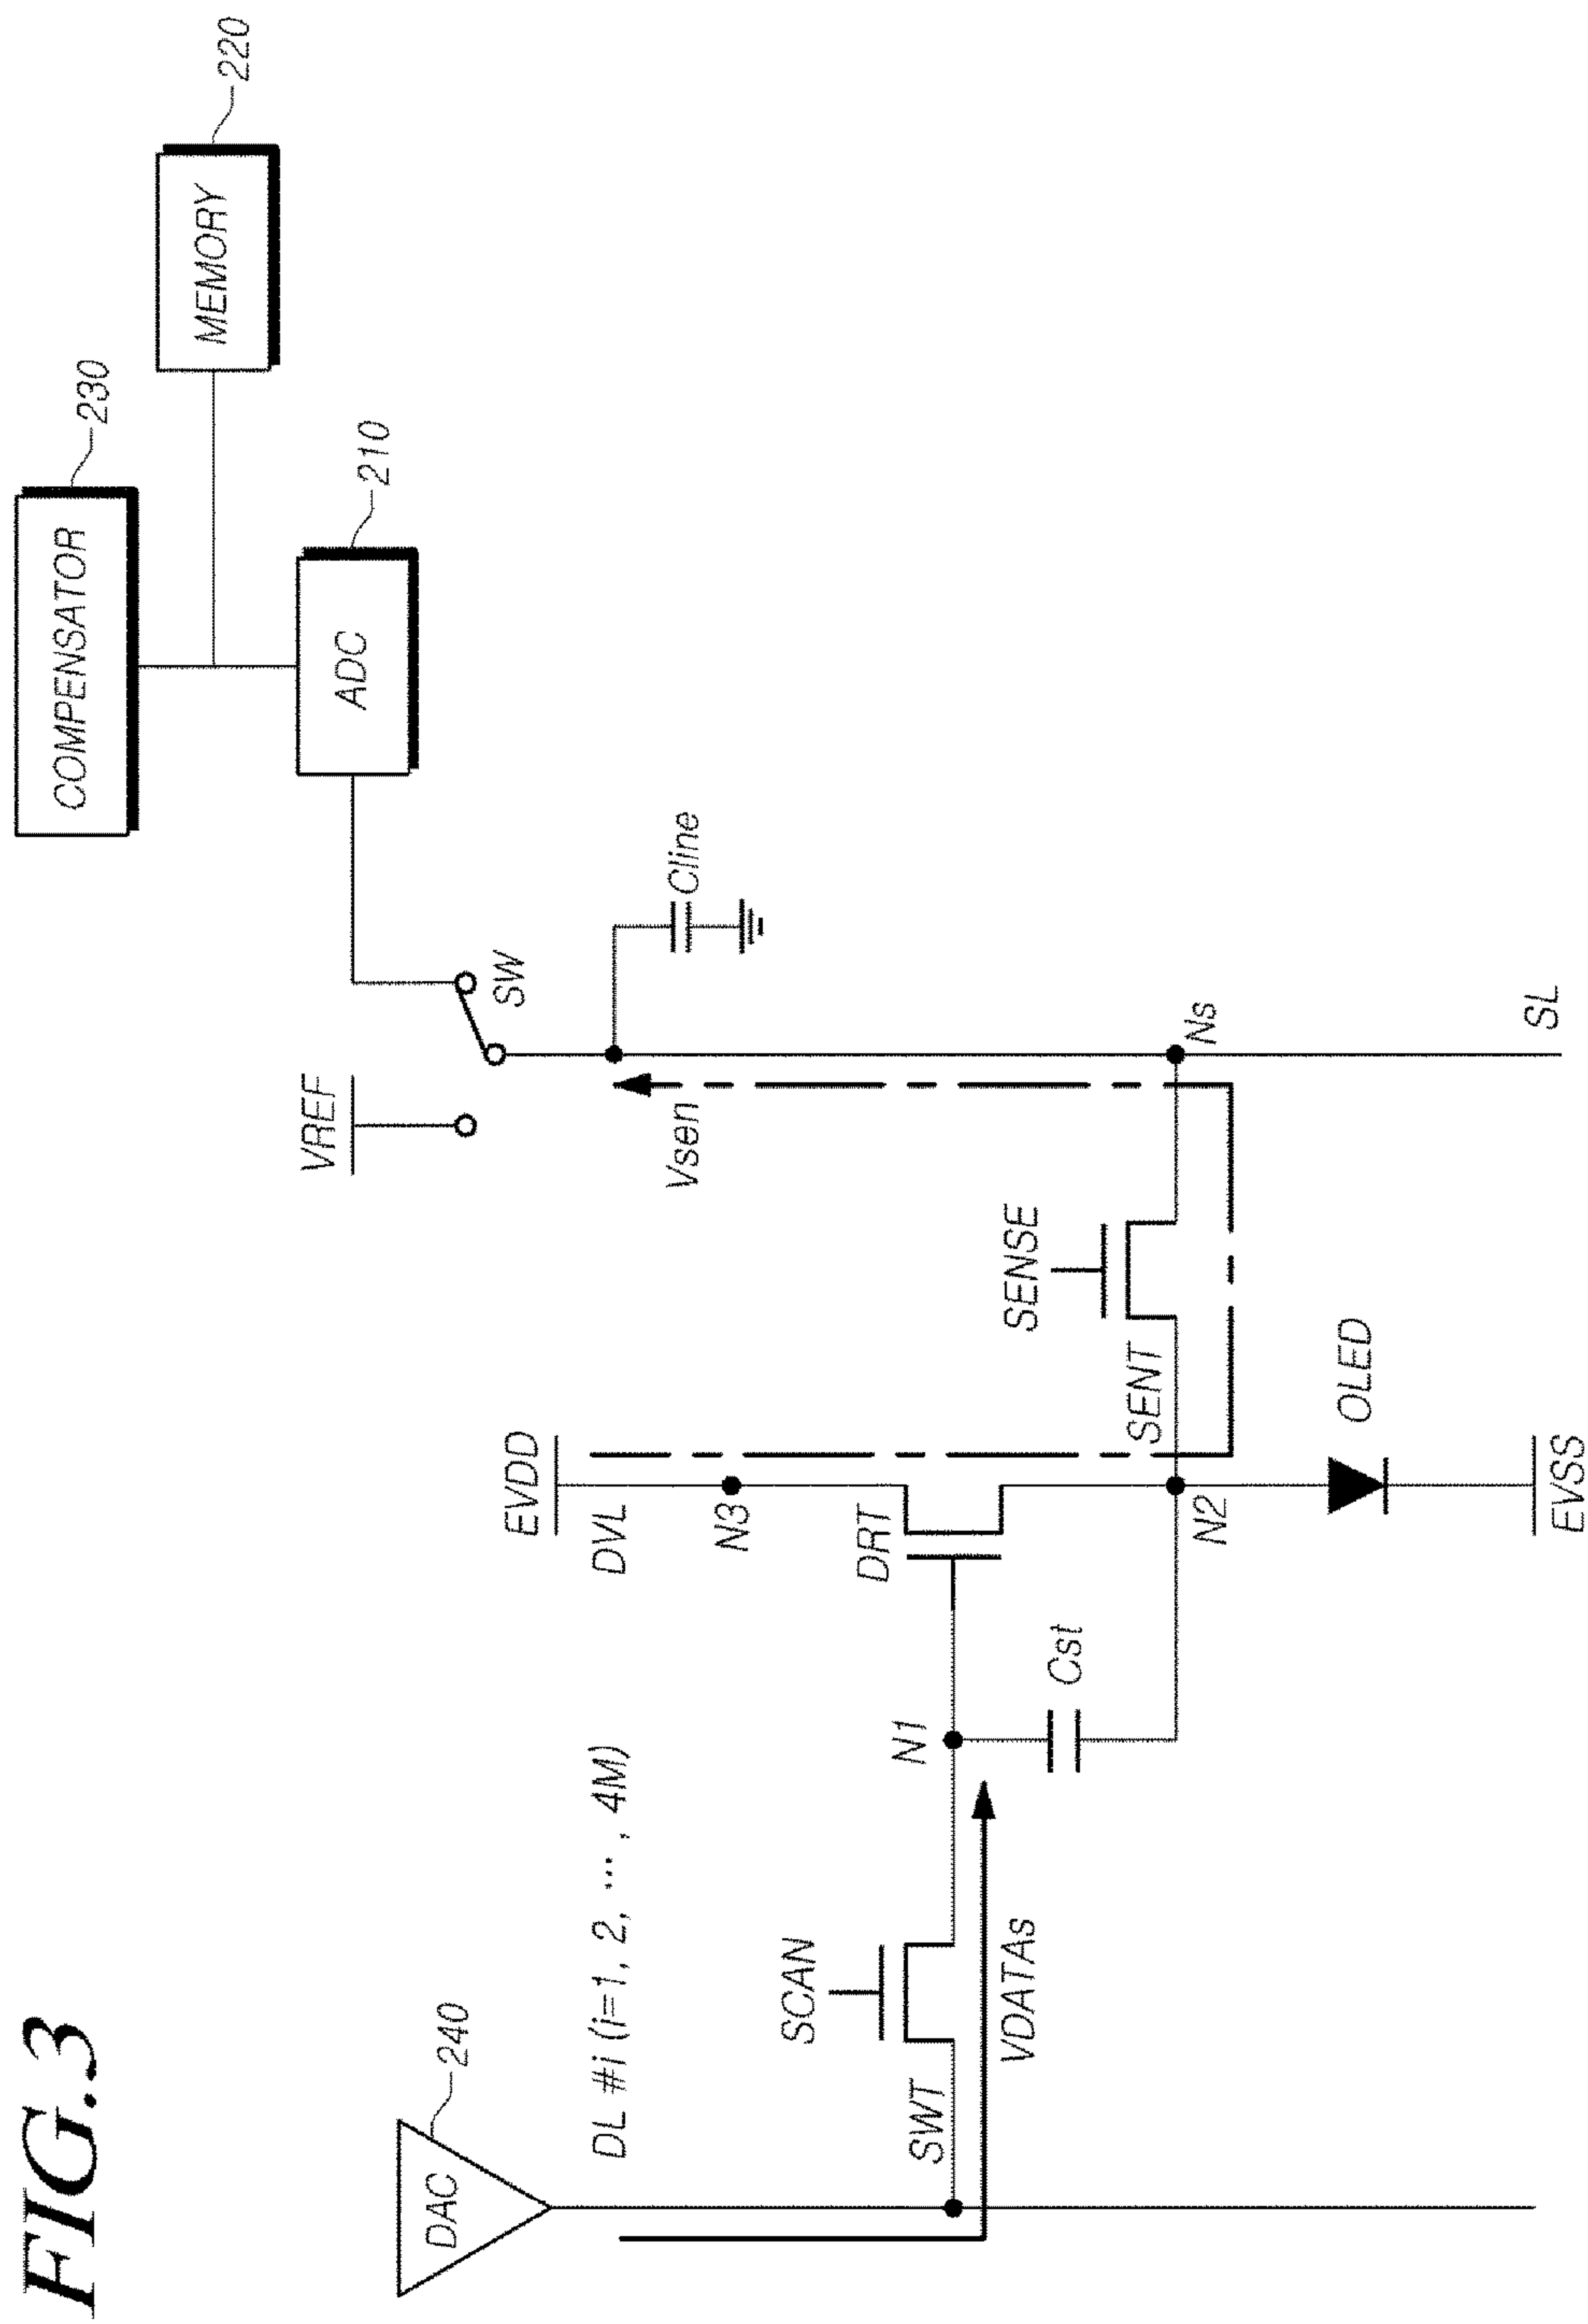 FIG.3
COMPENSATOR
230
MEMORY
220
ADC
210
DAC
240
VREF
SW
EVDD
DL #i (i=1, 2, ··· , 4M)
DVL
Vsen
Cline
N3
SCAN
DRT
SENSE
SWT
N1
SENT
VDATAs
Cst
N2
Ns
OLED
EVSS
SL